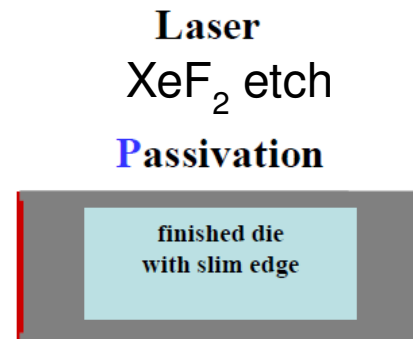 Laser
XeF₂ etch
Passivation
finished die
with slim edge